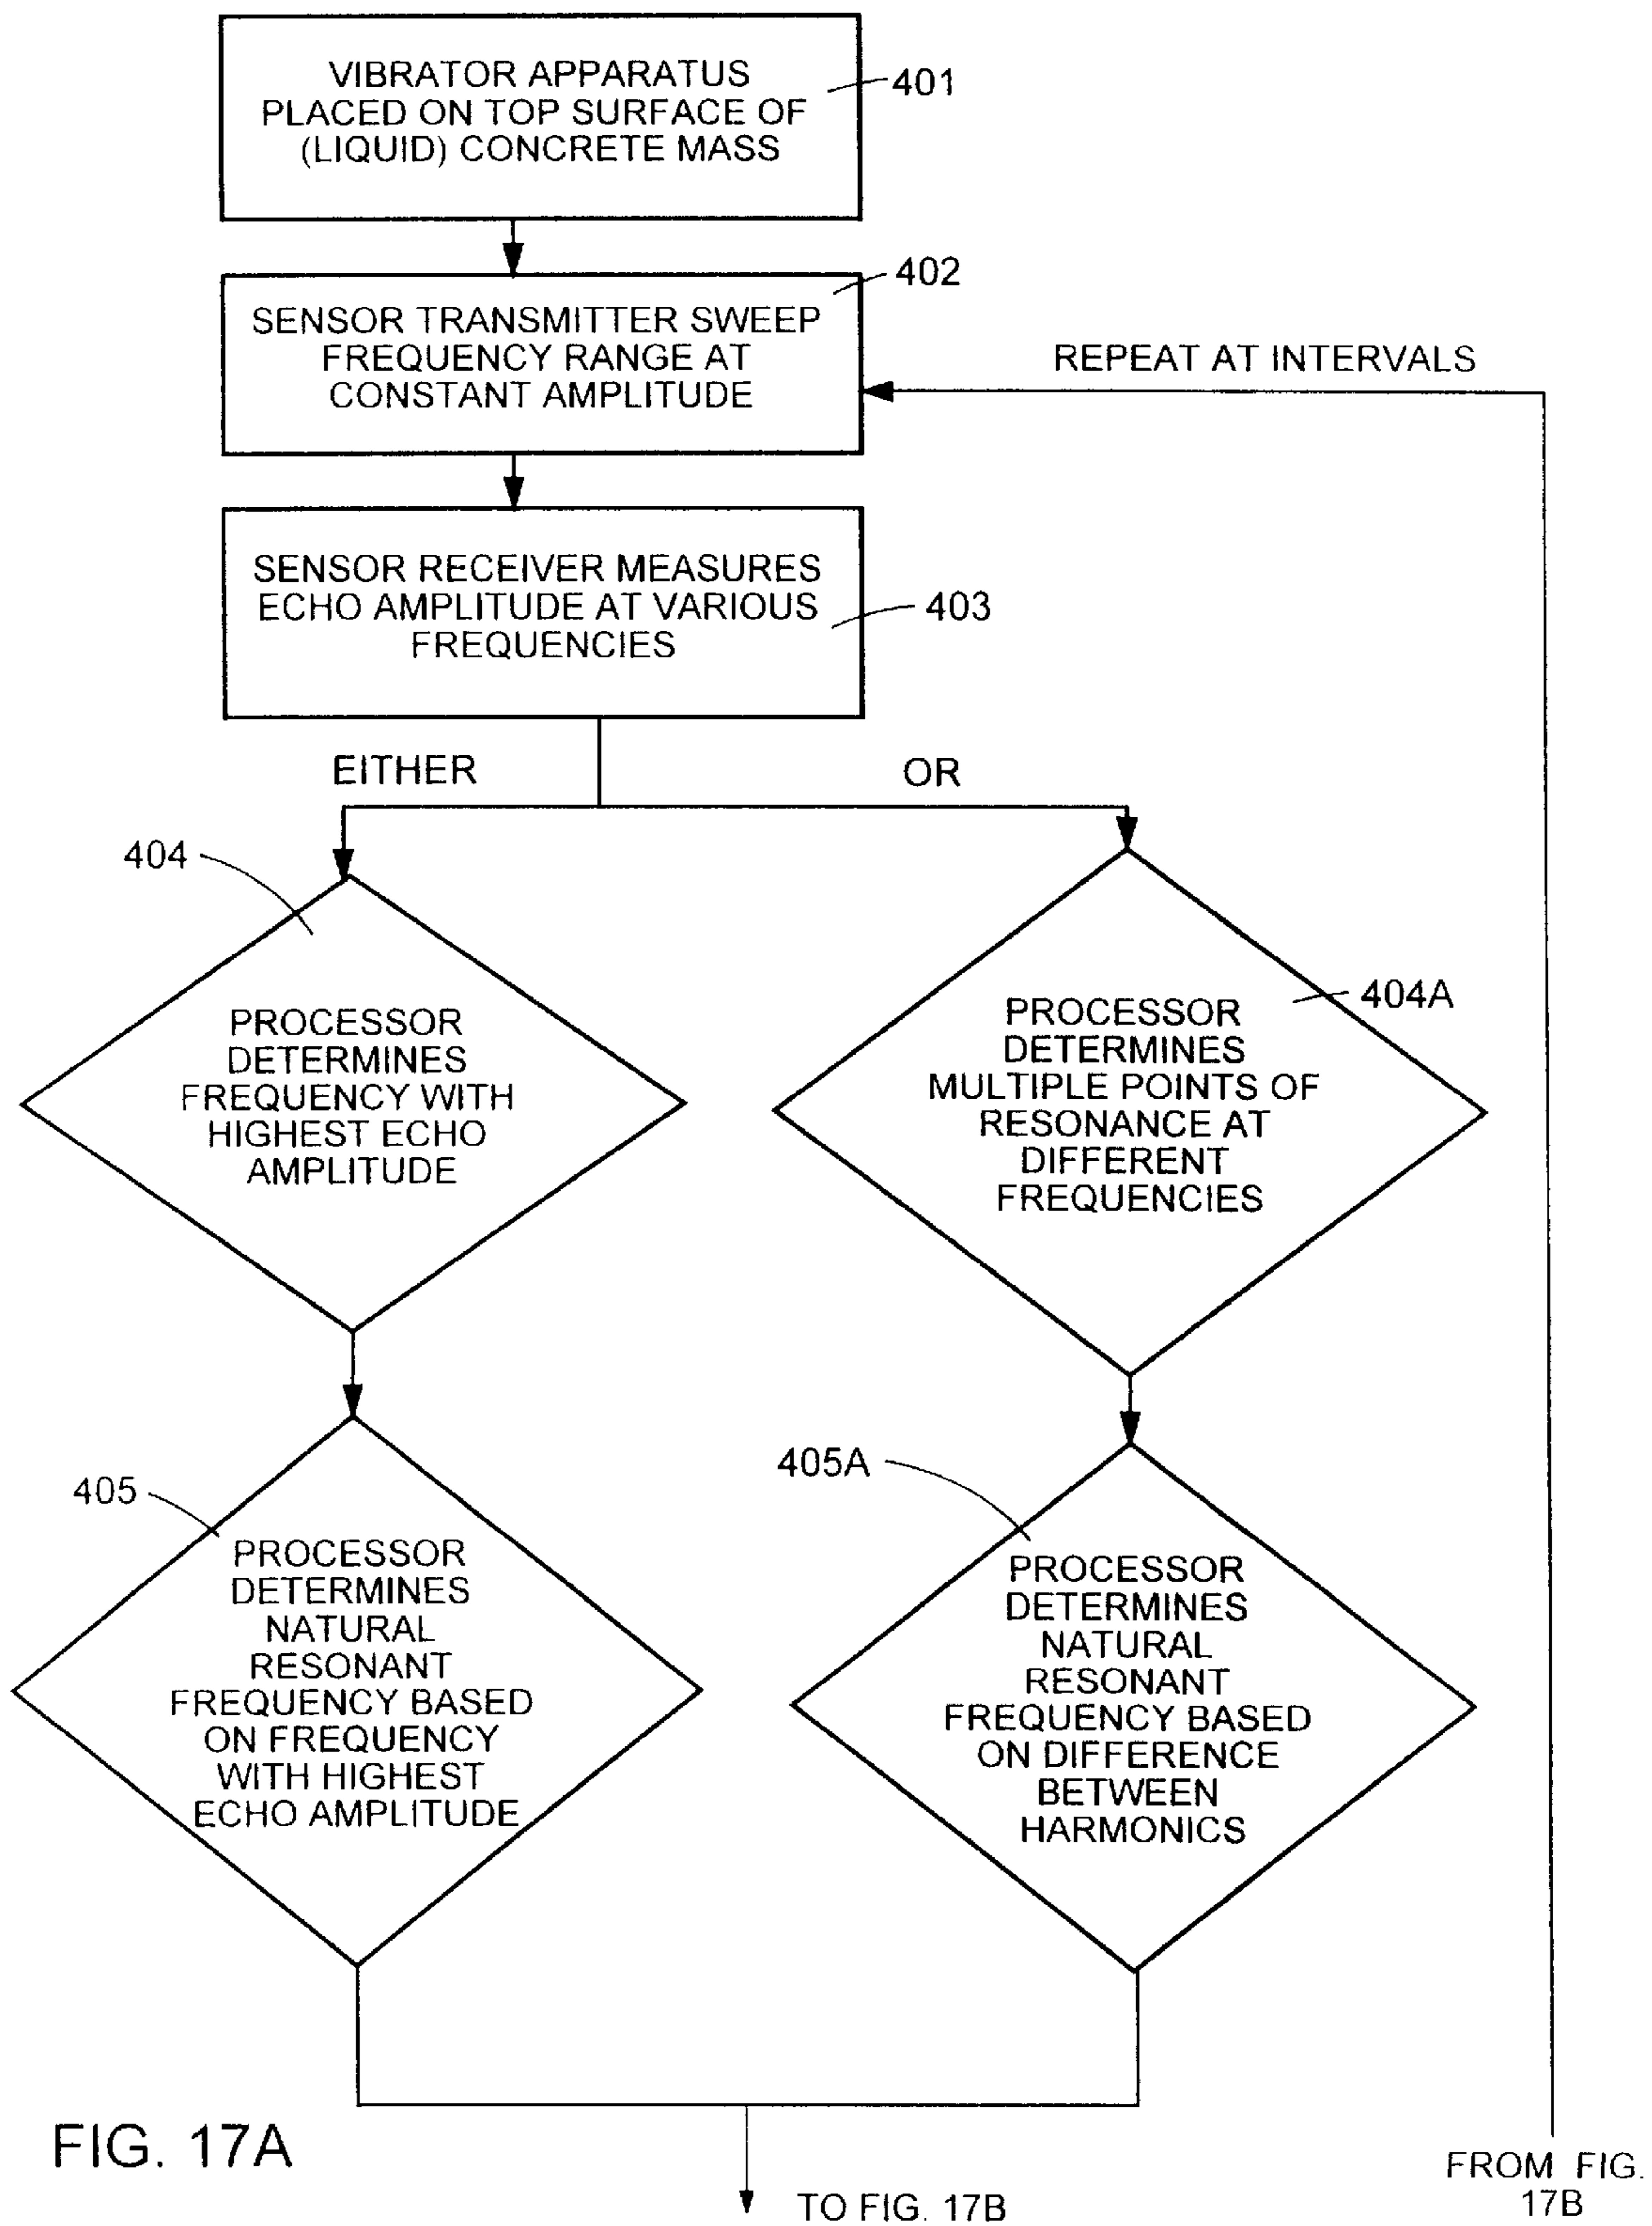 VIBRATOR APPARATUS
PLACED ON TOP SURFACE OF
(LIQUID) CONCRETE MASS
401
402
SENSOR TRANSMITTER SWEEP
FREQUENCY RANGE AT
CONSTANT AMPLITUDE
REPEAT AT INTERVALS
SENSOR RECEIVER MEASURES
ECHO AMPLITUDE AT VARIOUS
FREQUENCIES
403
EITHER
OR
404
PROCESSOR
DETERMINES
FREQUENCY WITH
HIGHEST ECHO
AMPLITUDE
404A
PROCESSOR
DETERMINES
MULTIPLE POINTS OF
RESONANCE AT
DIFFERENT
FREQUENCIES
405
PROCESSOR
DETERMINES
NATURAL
RESONANT
FREQUENCY BASED
ON FREQUENCY
WITH HIGHEST
ECHO AMPLITUDE
405A
PROCESSOR
DETERMINES
NATURAL
RESONANT
FREQUENCY BASED
ON DIFFERENCE
BETWEEN
HARMONICS
FIG. 17A
TO FIG. 17B
FROM FIG.
17B